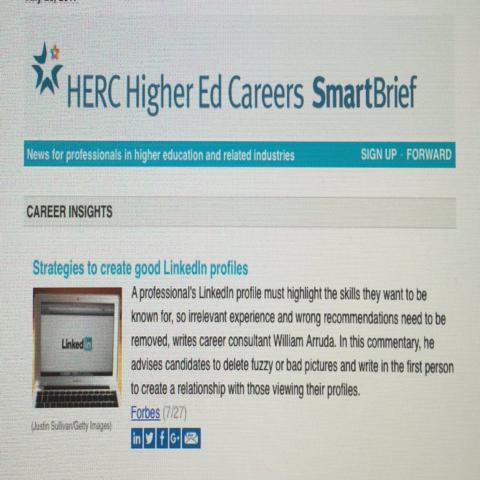 HERC Higher Ed Careers SmartBrief
News for professionals in higher education and related industries SIGN UP · FORWARD
CAREER INSIGHTS
Strategies to create good LinkedIn profiles
A professional's LinkedIn profile must highlight the skills they want to be
known for, so irrelevant experience and wrong recommendations need to be
removed, writes career consultant William Arruda. In this commentary, he
advises candidates to delete fuzzy or bad pictures and write in the first person
to create a relationship with those viewing their profiles.
Forbes (7/27)
LinkedIn
(Justin Sullivan/Getty Images)
in f G+